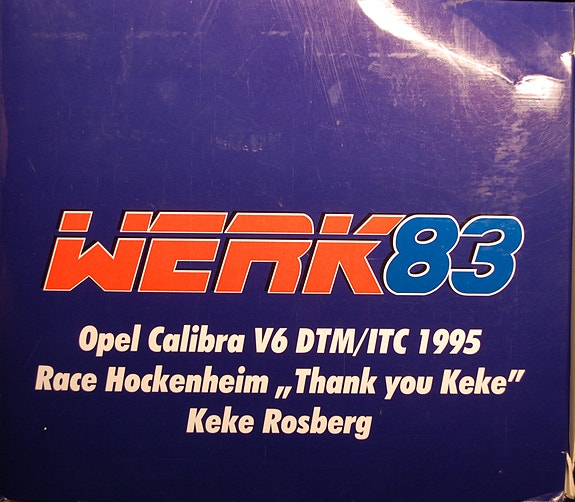 WERK83
Opel Calibra V6 DTM/ITC 1995
Race Hockenheim „Thank you Keke”
Keke Rosberg